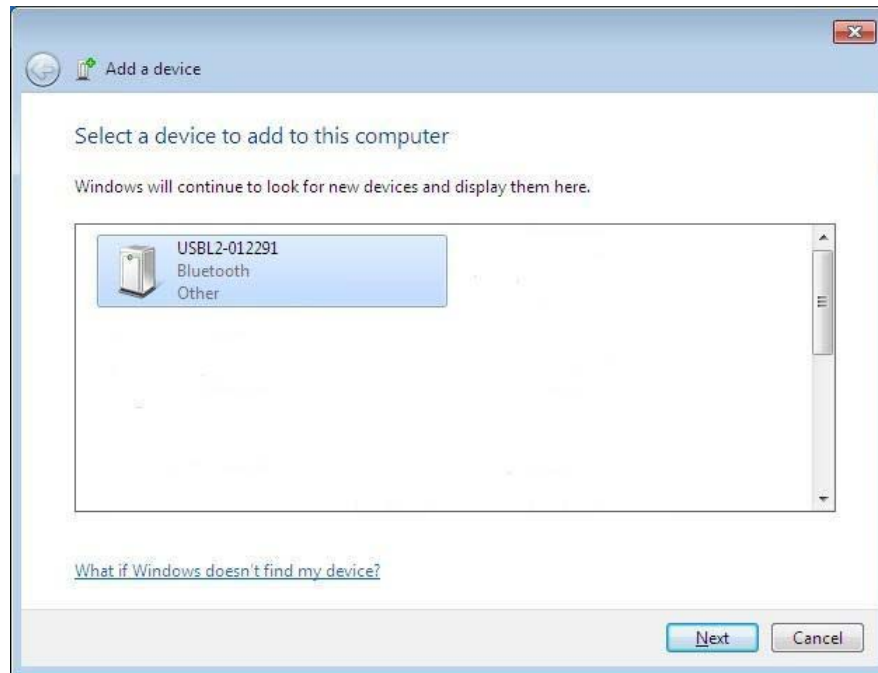 Add a device
Select a device to add to this computer
Windows will continue to look for new devices and display them here.
USBL2-012291
Bluetooth
Other
What if Windows doesn't find my device?
Next
Cancel